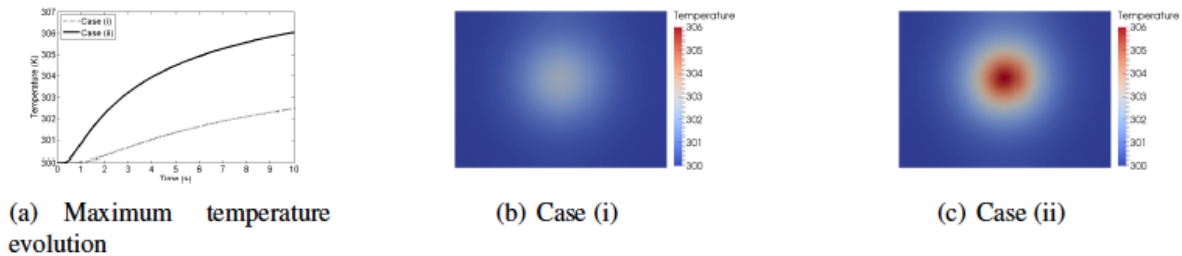 307
306
305
304
303
302
301
300
Temperature (K)
Case (i)
Case (ii)
0 1 2 3 4 5 6 7 8 9 10
Time (s)
(a) Maximum temperature
evolution
Temperature
306
305
304
303
302
301
300
(b) Case (i)
Temperature
306
305
304
303
302
301
300
(c) Case (ii)